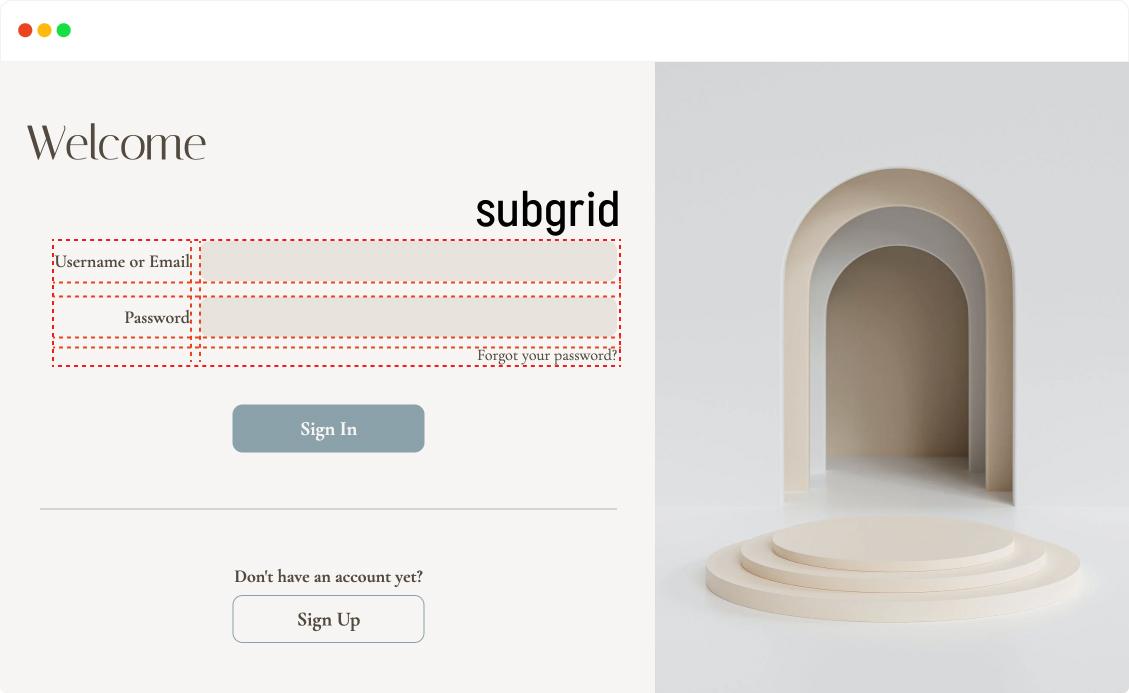 Welcome
subgrid
Username or Email
Password
Forgot your password?
Sign In
Don't have an account yet?
Sign Up